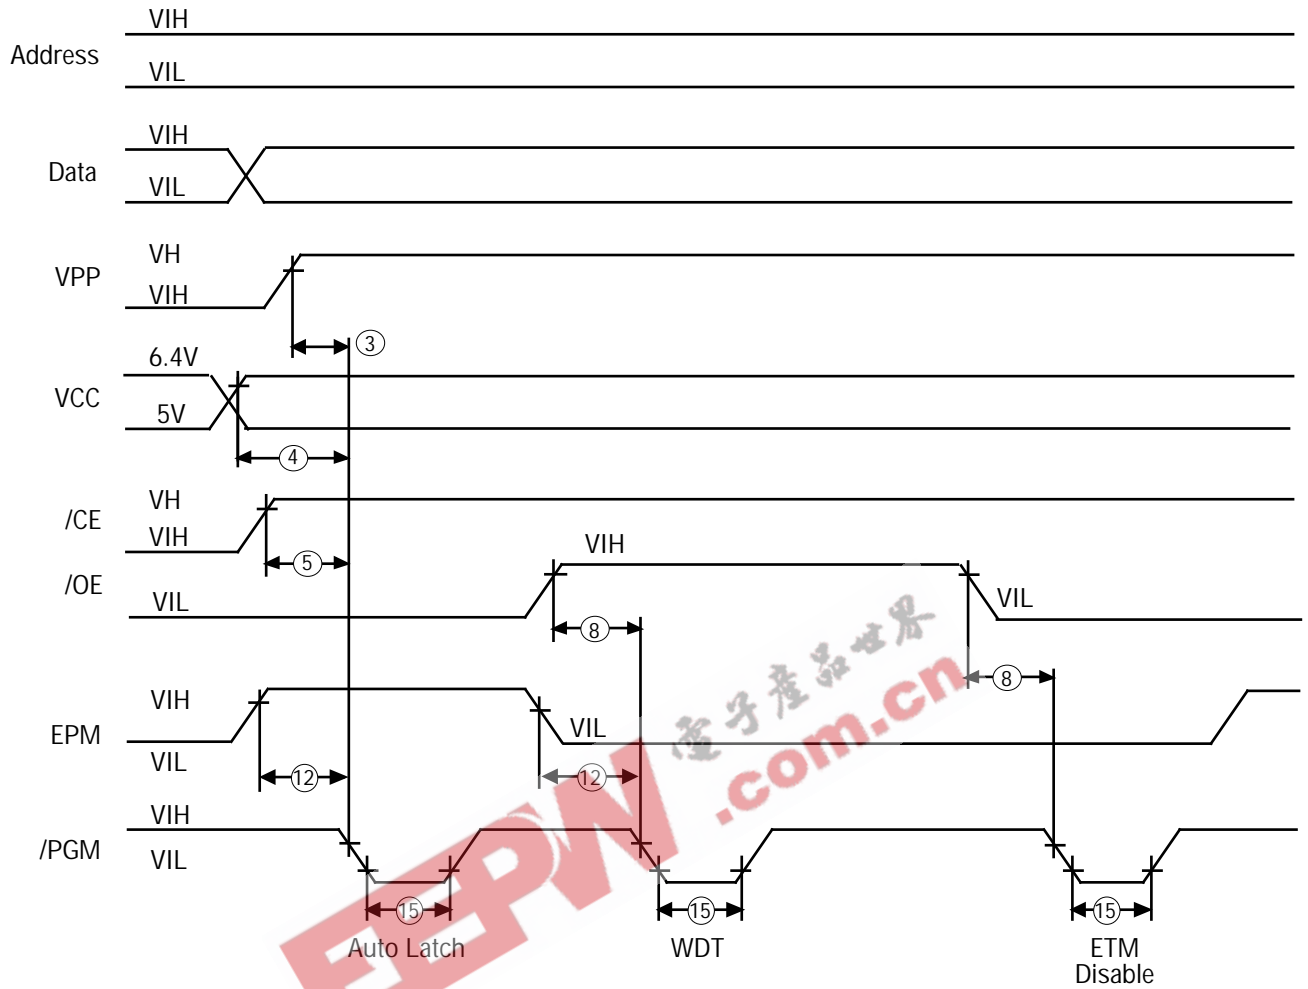 VIH
Address
VIL
VIH
Data
VIL
VH
VPP
VIH
3
6.4V
VCC
5V
4
VH
/CE
VIH
5
VIH
/OE
VIL
VIL
8
8
VIH
EPM
VIL
VIL
12
12
VIH
/PGM
VIL
15
15
15
Auto Latch
WDT
ETM
Disable
EEPW
電子產品世界
.com.cn